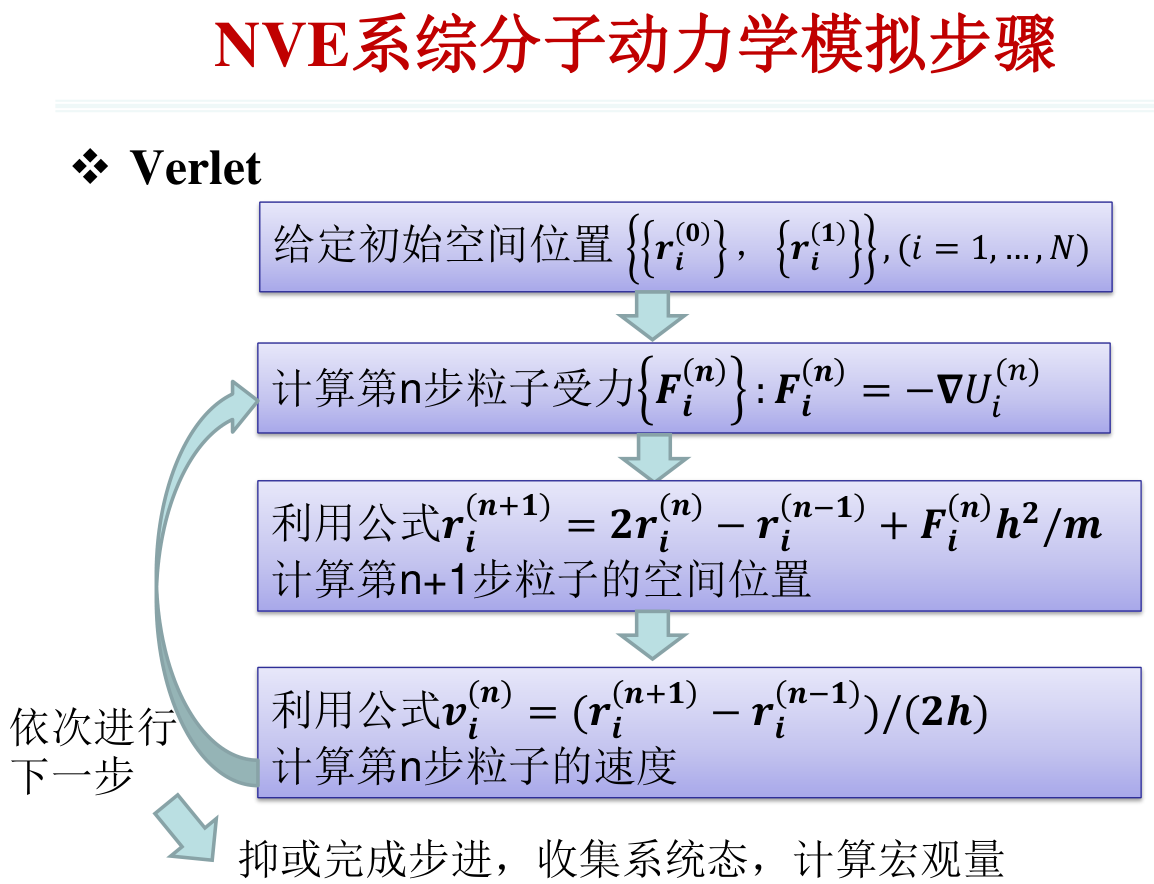 NVE系综分子动力学模拟步骤
❖ Verlet
给定初始空间位置 {{r_i^(0)}，{r_i^(1)}}, (i = 1, …, N)
计算第n步粒子受力{F_i^(n)}: F_i^(n) = −∇U_i^(n)
利用公式r_i^(n+1) = 2r_i^(n) − r_i^(n−1) + F_i^(n)h^2/m
计算第n+1步粒子的空间位置
利用公式v_i^(n) = (r_i^(n+1) − r_i^(n−1))/(2h)
计算第n步粒子的速度
依次进行
下一步
抑或完成步进，收集系统态，计算宏观量